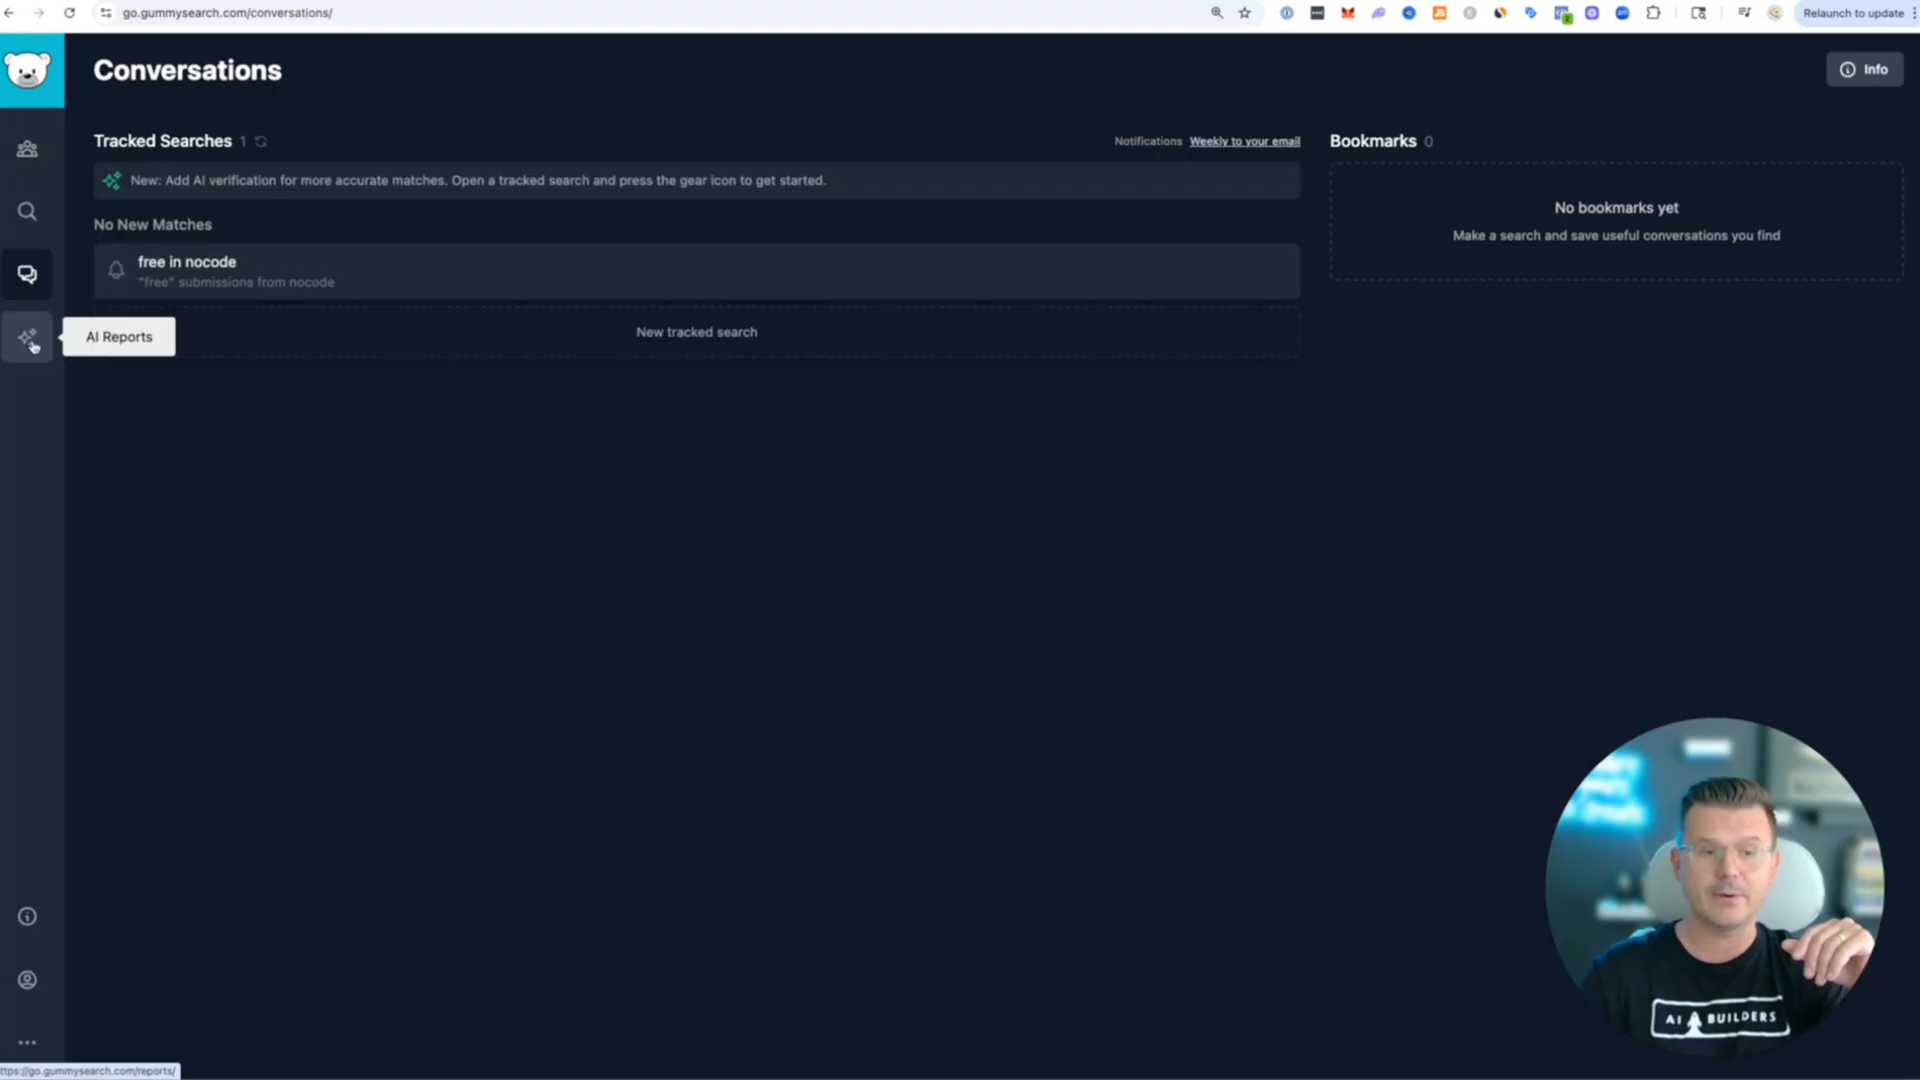 go.gummysearch.com/conversations/
Relaunch to update
Conversations
Info
Tracked Searches 1
Notifications Weekly to your email
Bookmarks 0
New: Add AI verification for more accurate matches. Open a tracked search and press the gear icon to get started.
No bookmarks yet
Make a search and save useful conversations you find
No New Matches
free in nocode
"free" submissions from nocode
AI Reports
New tracked search
AI BUILDERS
ttps://go.gummysearch.com/reports/